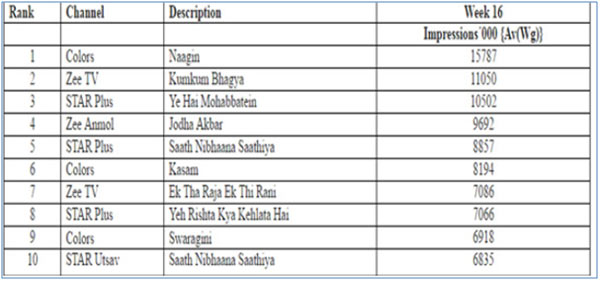 Rank Channel Description Week 16
Impressions'000 {Av(Wg)}
1 Colors Naagin 15787
2 Zee TV Kumkum Bhagya 11050
3 STAR Plus Ye Hai Mohabbatein 10502
4 Zee Anmol Jodha Akbar 9692
5 STAR Plus Saath Nibhaana Saathiya 8857
6 Colors Kasam 8194
7 Zee TV Ek Tha Raja Ek Thi Rani 7086
8 STAR Plus Yeh Rishta Kya Kehlata Hai 7066
9 Colors Swaragini 6918
10 STAR Utsav Saath Nibhaana Saathiya 6835